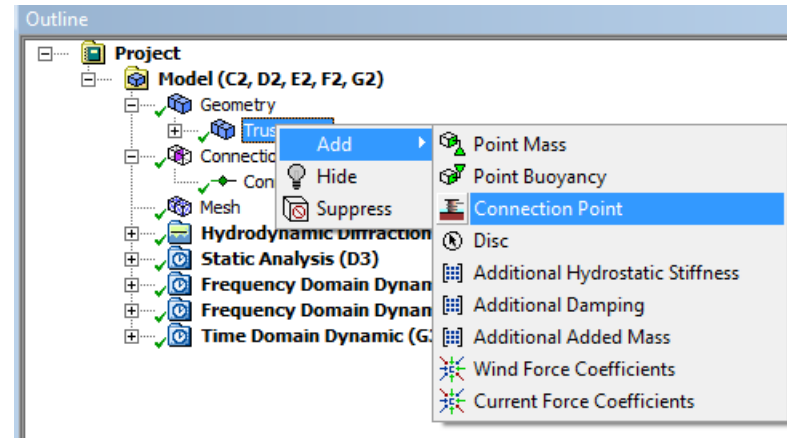 Outline
Project
Model (C2, D2, E2, F2, G2)
Geometry
Trus
Add
Hide
Suppress
Point Mass
Point Buoyancy
Connection Point
Disc
Additional Hydrostatic Stiffness
Additional Damping
Additional Added Mass
Wind Force Coefficients
Current Force Coefficients
Connectio
Con
Mesh
Hydrodynamic Diffraction
Static Analysis (D3)
Frequency Domain Dynam
Frequency Domain Dynam
Time Domain Dynamic (G